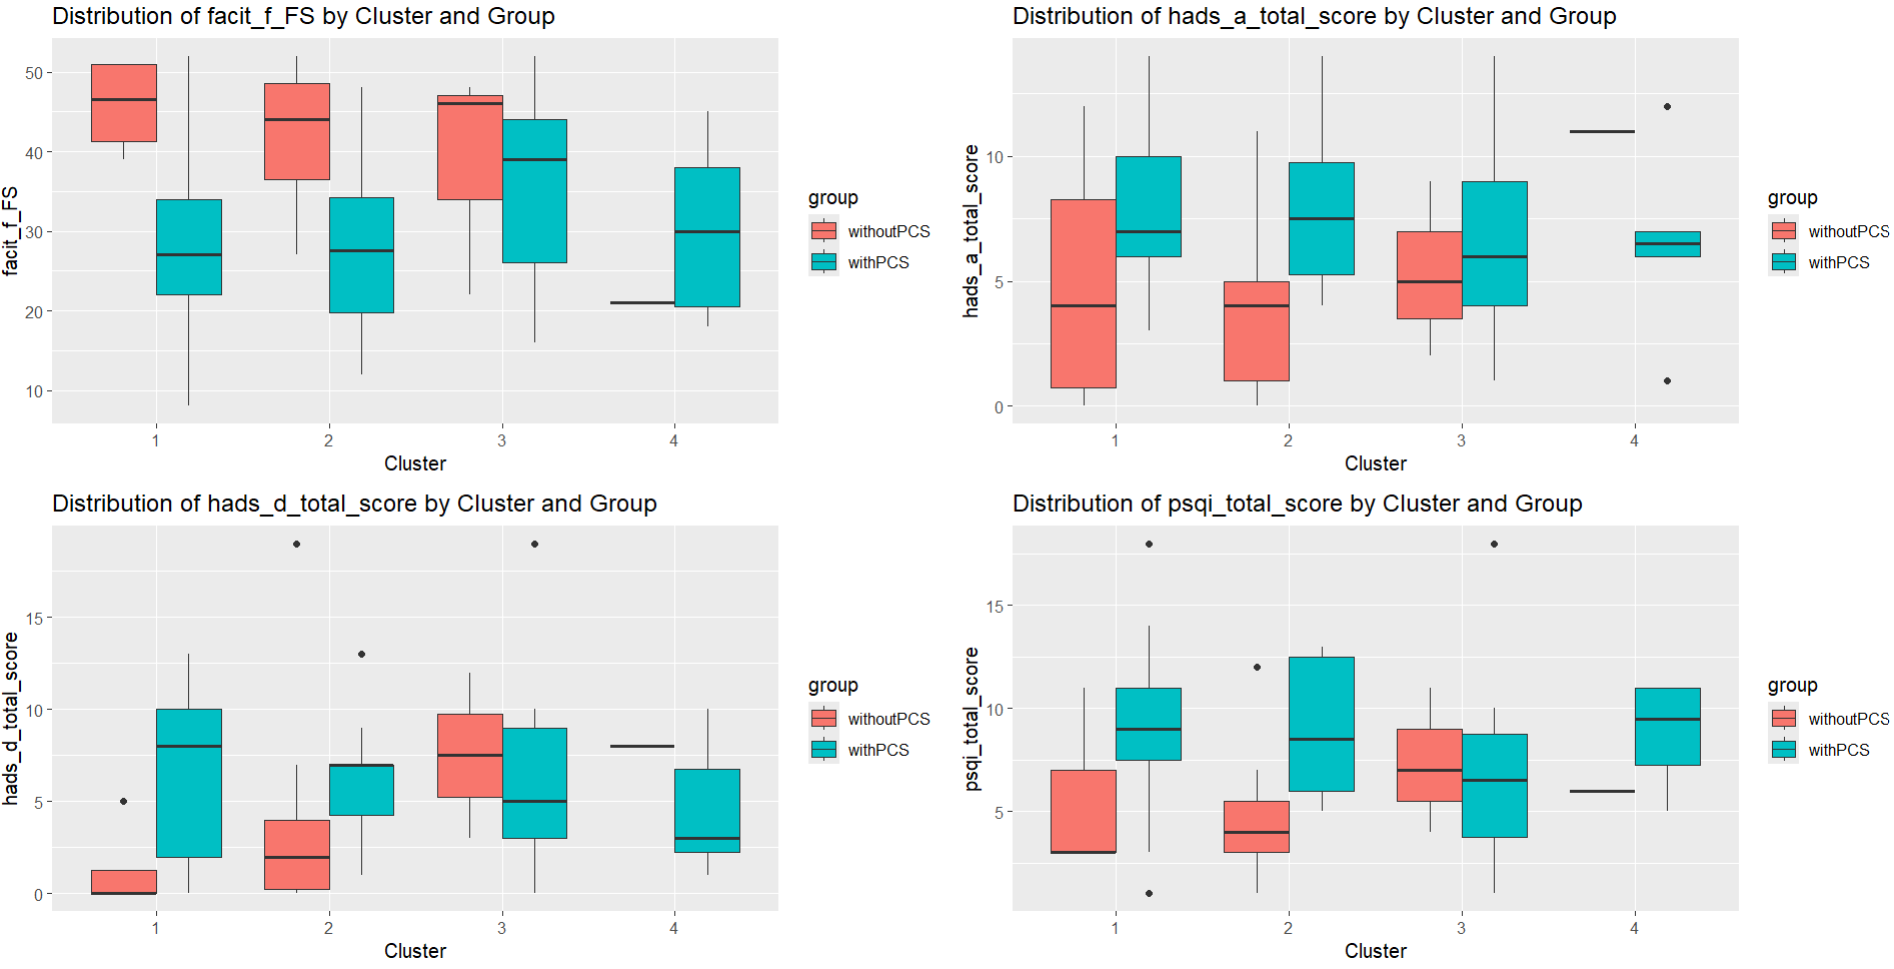 Distribution of facit_f_FS by Cluster and Group
facit_f_FS
50
40
30
20
10
1 2 3 4
Cluster
group
withoutPCS
withPCS
Distribution of hads_a_total_score by Cluster and Group
hads_a_total_score
10
5
0
1 2 3 4
Cluster
group
withoutPCS
withPCS
Distribution of hads_d_total_score by Cluster and Group
hads_d_total_score
15
10
5
0
1 2 3 4
Cluster
group
withoutPCS
withPCS
Distribution of psqi_total_score by Cluster and Group
psqi_total_score
15
10
5
1 2 3 4
Cluster
group
withoutPCS
withPCS